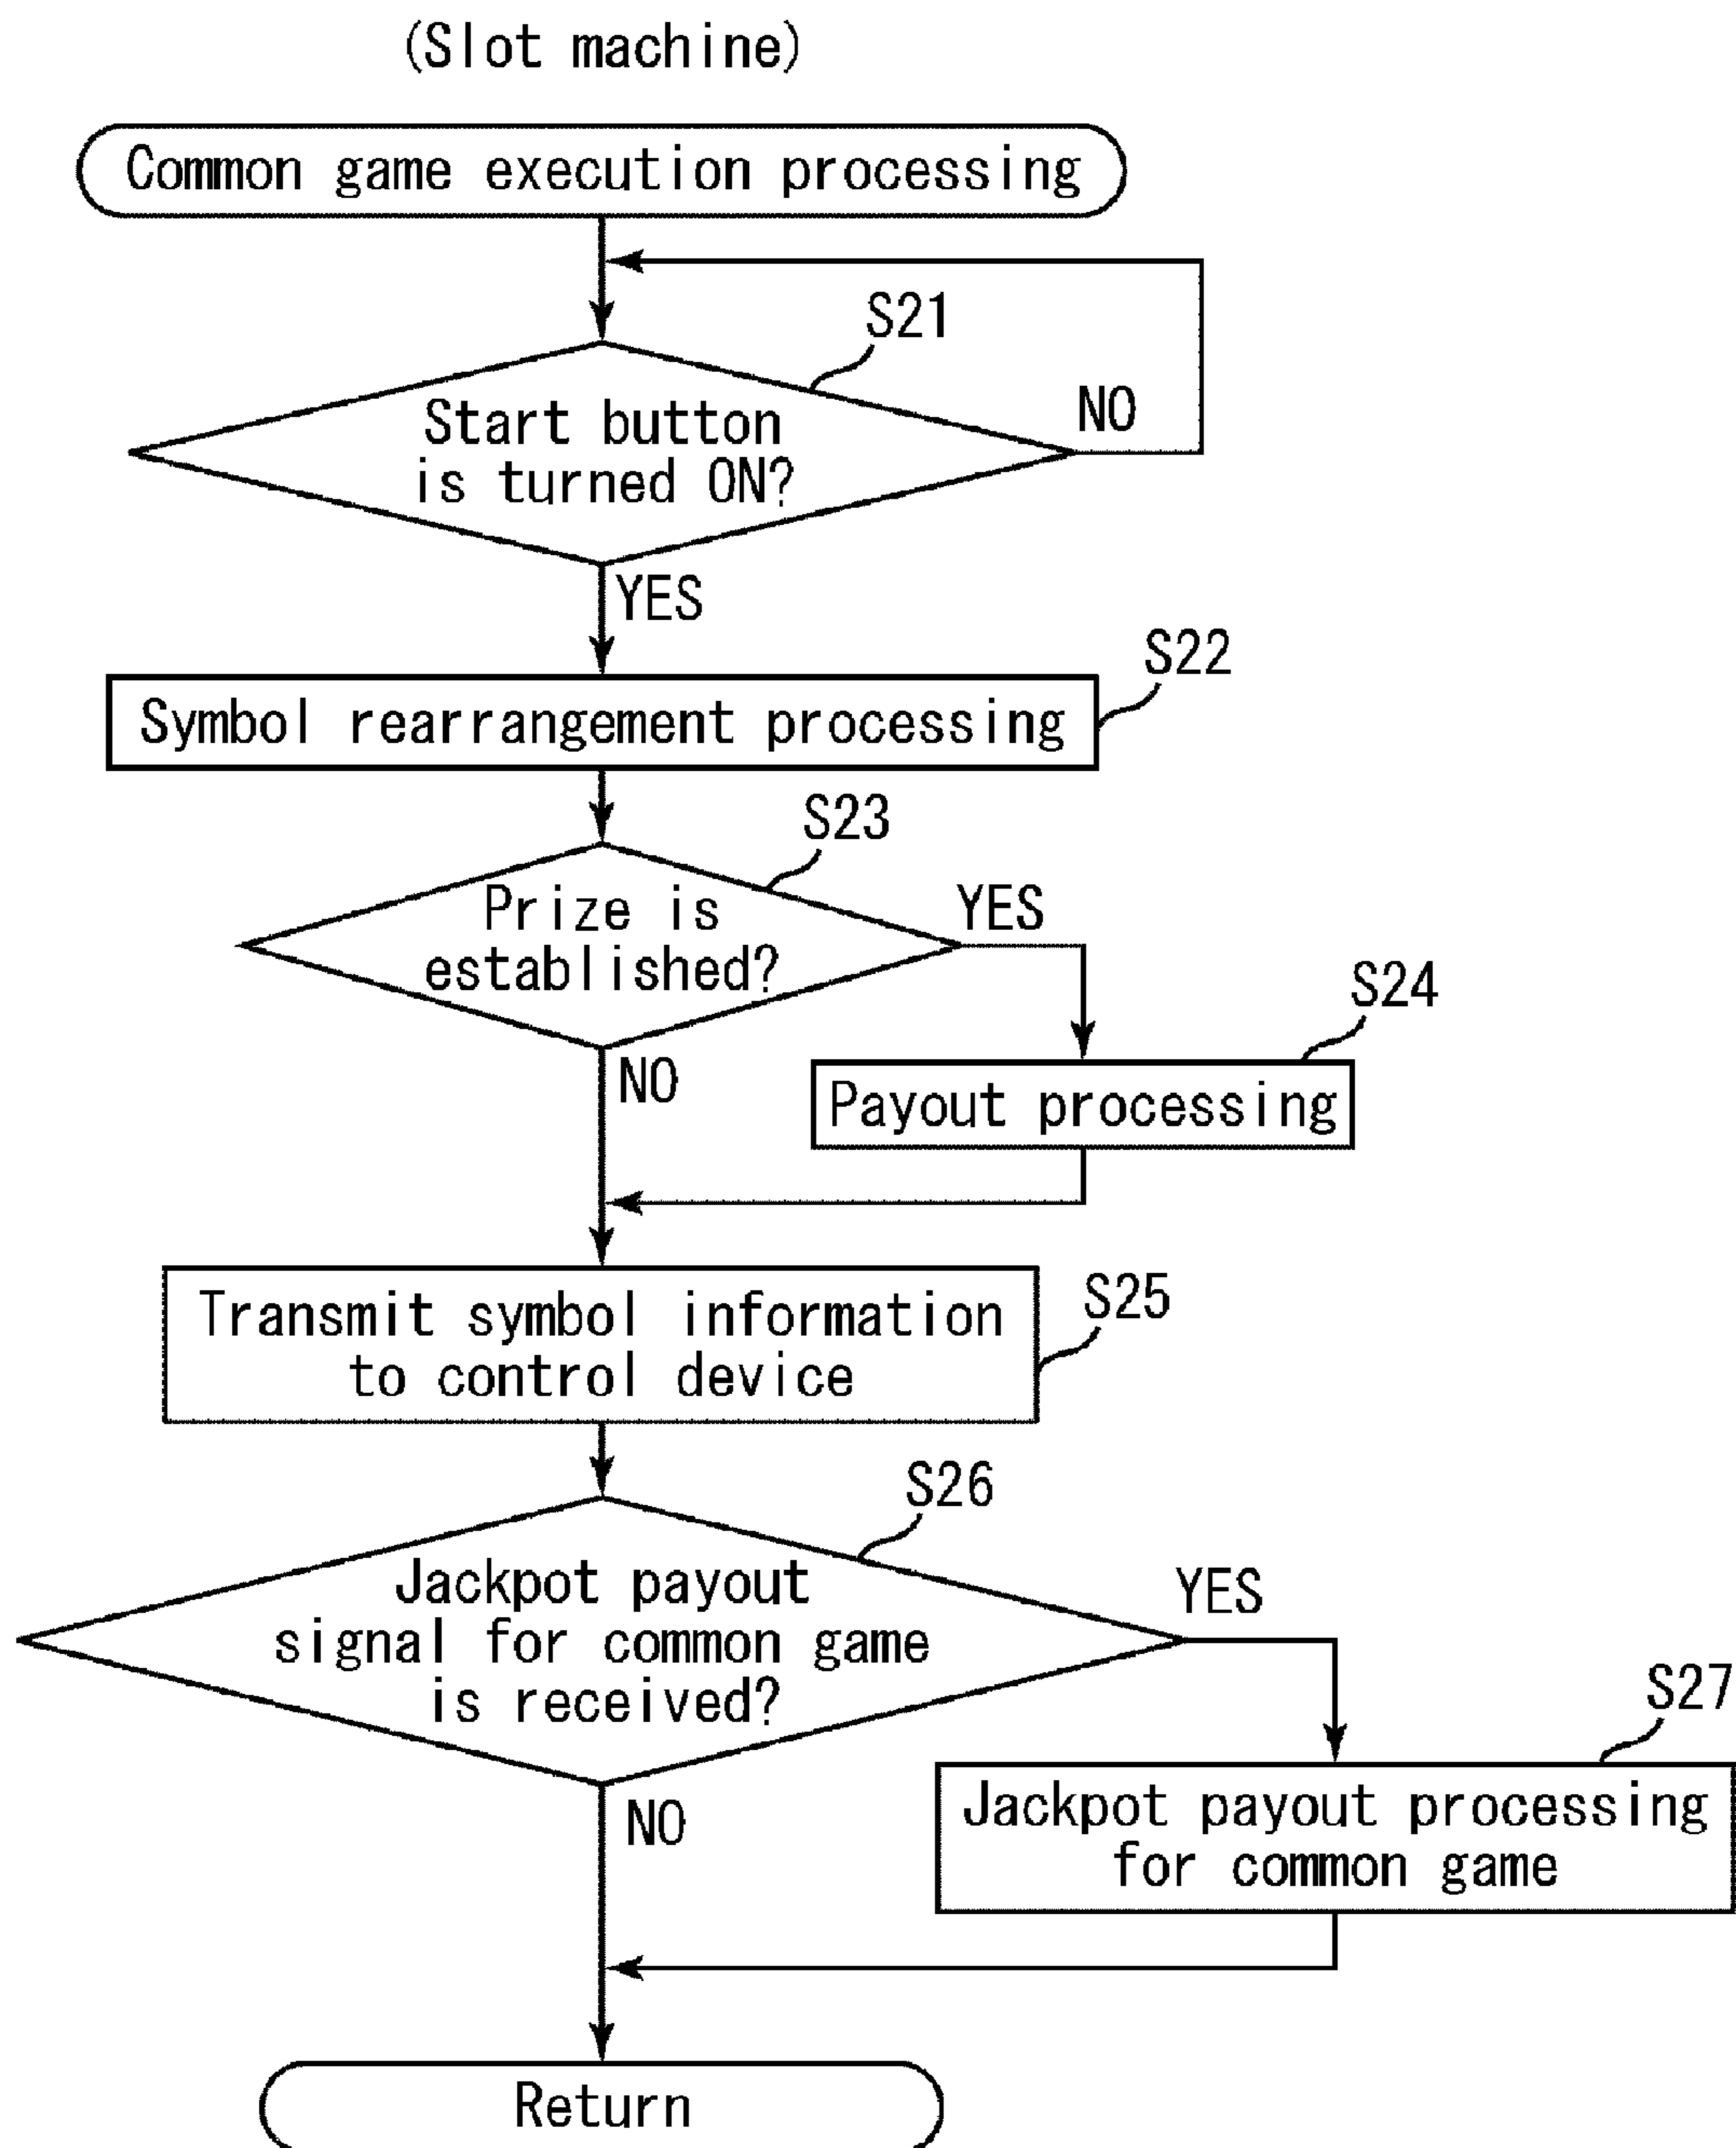 (Slot machine)
Common game execution processing
S21
Start button
is turned ON?
NO
YES
S22
Symbol rearrangement processing
S23
Prize is
established?
YES
S24
NO
Payout processing
Transmit symbol information
to control device
S25
S26
Jackpot payout
signal for common game
is received?
YES
S27
NO
Jackpot payout processing
for common game
Return